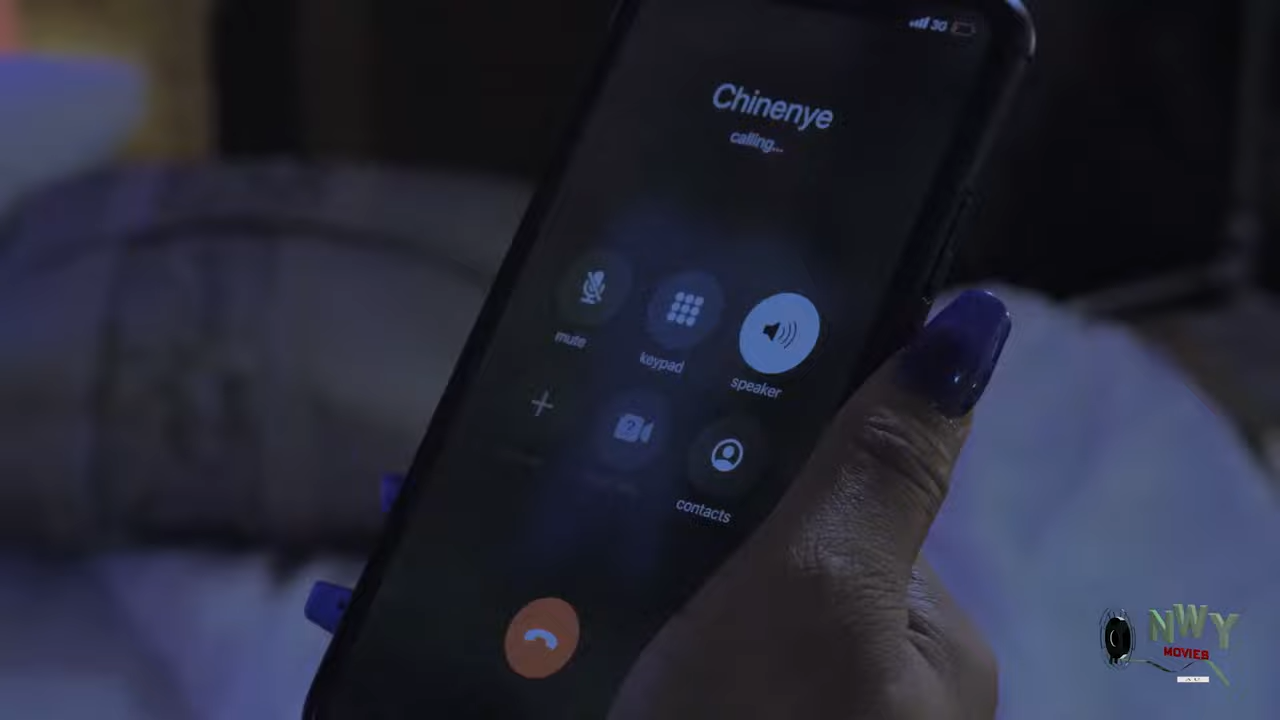 3G
Chinenye
calling...
mute
keypad
speaker
?
contacts
NWY
MOVIES